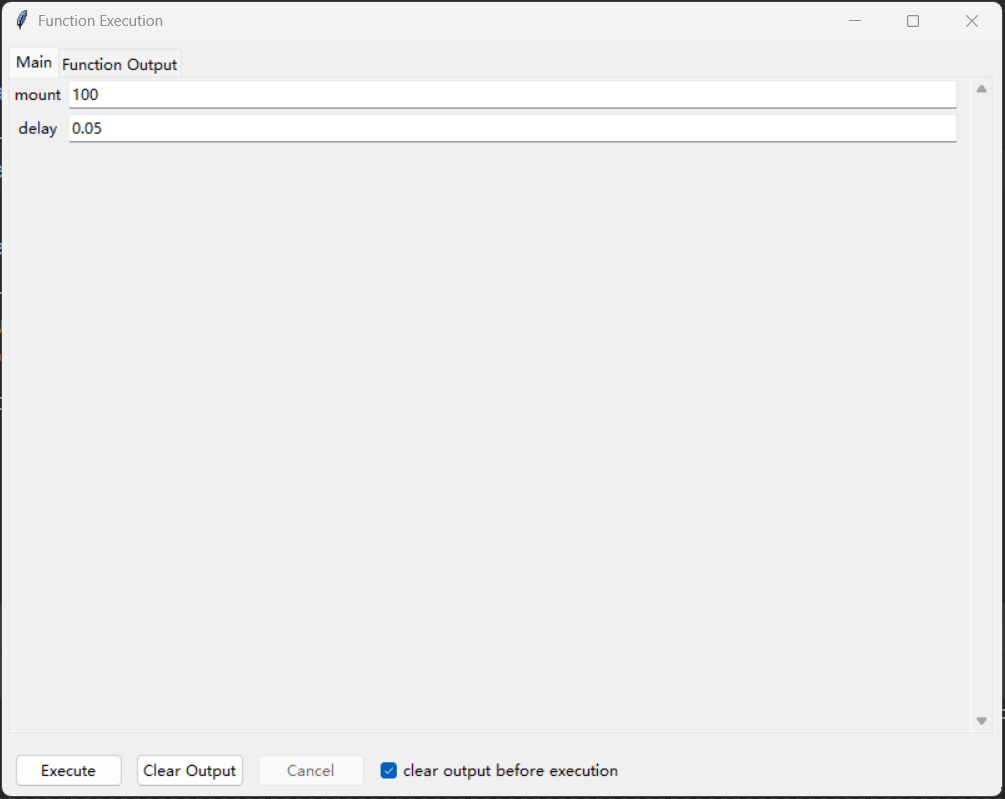 Function Execution
Main Function Output
mount 100
delay 0.05
Execute Clear Output Cancel clear output before execution